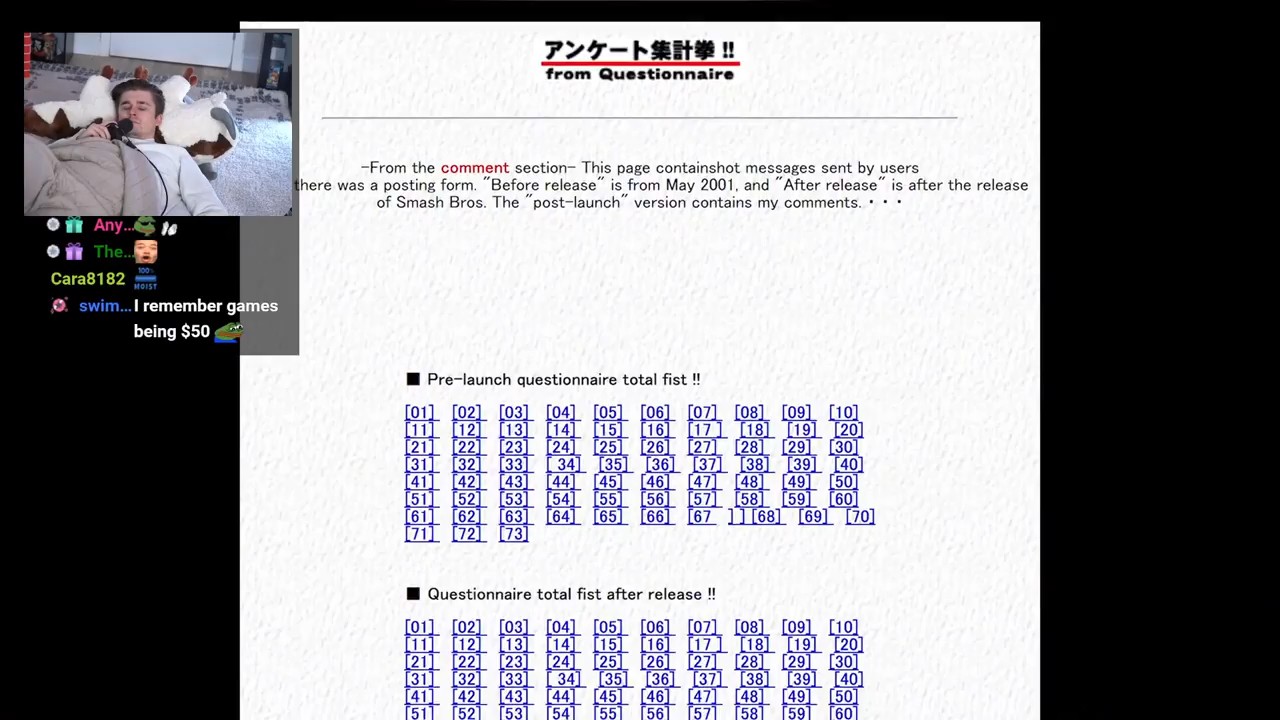 アンケート集計拳!!
from Questionnaire
-From the comment section- This page containshot messages sent by users
there was a posting form. "Before release" is from May 2001, and "After release" is after the release
of Smash Bros. The "post-launch" version contains my comments. ・・・
Any...
The...
Cara8182
100%
MOIST
swim... I remember games
being $50
■ Pre-launch questionnaire total fist !!
[01] [02] [03] [04] [05] [06] [07] [08] [09] [10]
[11] [12] [13] [14] [15] [16] [17 ] [18] [19] [20]
[21] [22] [23] [24] [25] [26] [27] [28] [29] [30]
[31] [32] [33] [ 34] [35] [36] [37] [38] [39] [40]
[41] [42] [43] [44] [45] [46] [47] [48] [49] [50]
[51] [52] [53] [54] [55] [56] [57] [58] [59] [60]
[61] [62] [63] [64] [65] [66] [67 ] ] [68] [69] [70]
[71] [72] [73]
■ Questionnaire total fist after release !!
[01] [02] [03] [04] [05] [06] [07] [08] [09] [10]
[11] [12] [13] [14] [15] [16] [17 ] [18] [19] [20]
[21] [22] [23] [24] [25] [26] [27] [28] [29] [30]
[31] [32] [33] [ 34] [35] [36] [37] [38] [39] [40]
[41] [42] [43] [44] [45] [46] [47] [48] [49] [50]
[51] [52] [53] [54] [55] [56] [57] [58] [59] [60]